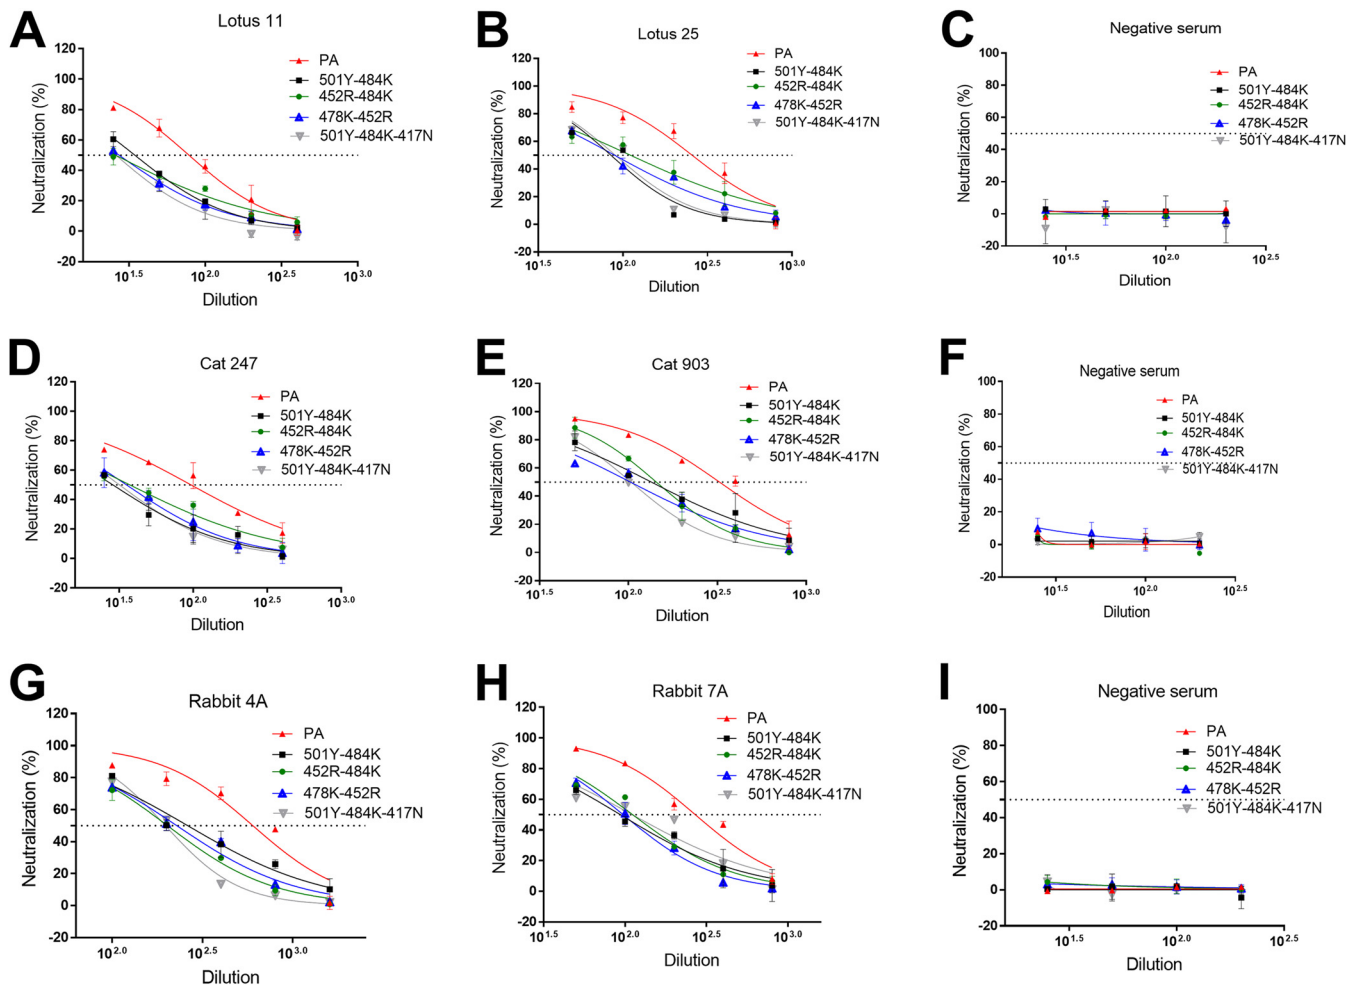 A
Lotus 11
Neutralization (%)
120
100
80
60
40
20
0
-20
PA
501Y-484K
452R-484K
478K-452R
501Y-484K-417N
10^1.5
10^2.0
10^2.5
10^3.0
Dilution
B
Lotus 25
Neutralization (%)
120
100
80
60
40
20
0
-20
PA
501Y-484K
452R-484K
478K-452R
501Y-484K-417N
10^1.5
10^2.0
10^2.5
10^3.0
Dilution
C
Negative serum
Neutralization (%)
100
80
60
40
20
0
-20
PA
501Y-484K
452R-484K
478K-452R
501Y-484K-417N
10^1.5
10^2.0
10^2.5
Dilution
D
Cat 247
Neutralization (%)
120
100
80
60
40
20
0
-20
PA
501Y-484K
452R-484K
478K-452R
501Y-484K-417N
10^1.5
10^2.0
10^2.5
10^3.0
Dilution
E
Cat 903
Neutralization (%)
120
100
80
60
40
20
0
-20
PA
501Y-484K
452R-484K
478K-452R
501Y-484K-417N
10^1.5
10^2.0
10^2.5
10^3.0
Dilution
F
Negative serum
Neutralization (%)
100
80
60
40
20
0
-20
PA
501Y-484K
452R-484K
478K-452R
501Y-484K-417N
10^1.5
10^2.0
10^2.5
Dilution
G
Rabbit 4A
Neutralization (%)
120
100
80
60
40
20
0
-20
PA
501Y-484K
452R-484K
478K-452R
501Y-484K-417N
10^2.0
10^2.5
10^3.0
Dilution
H
Rabbit 7A
Neutralization (%)
120
100
80
60
40
20
0
-20
PA
501Y-484K
452R-484K
478K-452R
501Y-484K-417N
10^1.5
10^2.0
10^2.5
10^3.0
Dilution
I
Negative serum
Neutralization (%)
100
80
60
40
20
0
-20
PA
501Y-484K
452R-484K
478K-452R
501Y-484K-417N
10^1.5
10^2.0
10^2.5
Dilution